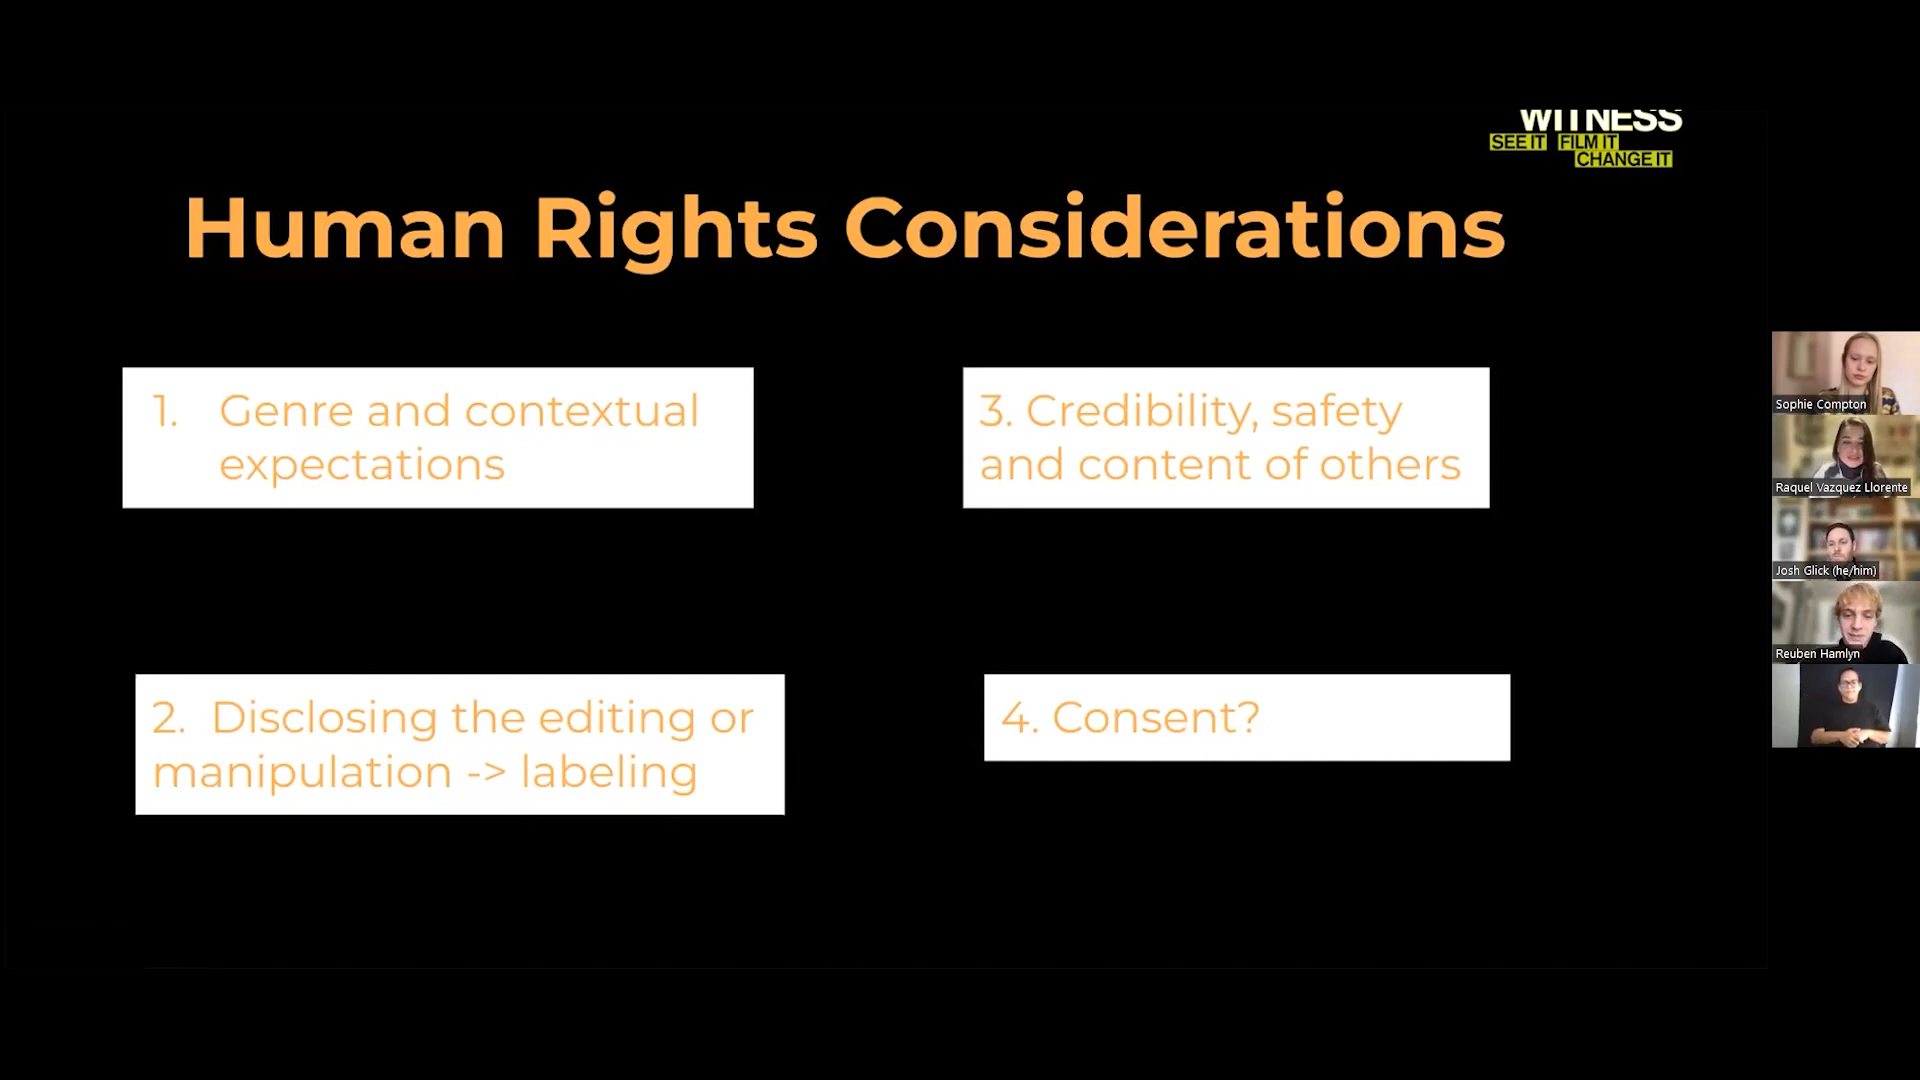 WITNESS
SEE IT FILM IT
CHANGE IT
Human Rights Considerations
1. Genre and contextual
expectations
2. Disclosing the editing or
manipulation -> labeling
3. Credibility, safety
and content of others
4. Consent?
Sophie Compton
Raquel Vazquez Llorente
Josh Glick (he/him)
Reuben Hamlyn